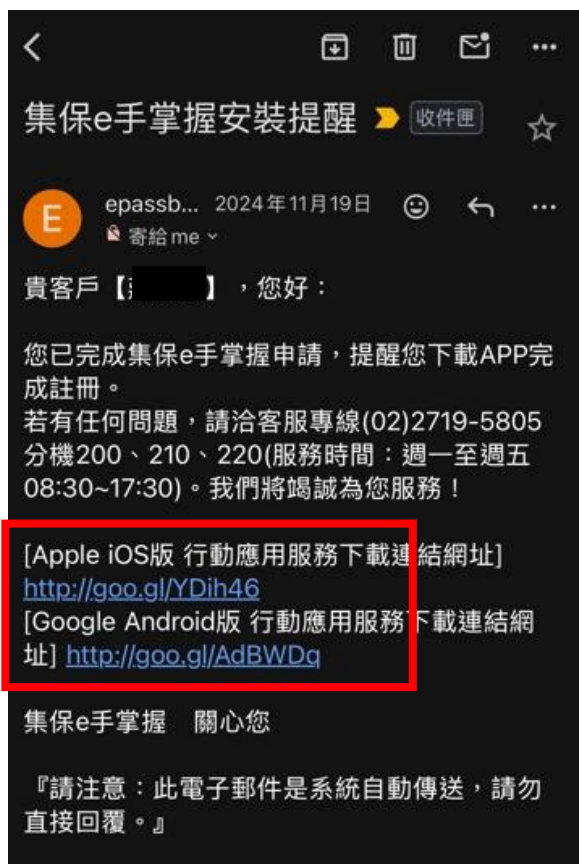 集保e手掌握安裝提醒 收件匣
epassb... 2024年11月19日
寄給 me
E
貴客戶【 】,您好:
您已完成集保e手掌握申請,提醒您下載APP完
成註冊。
若有任何問題,請洽客服專線(02)2719-5805
分機200、210、220(服務時間:週一至週五
08:30~17:30)。我們將竭誠為您服務!
[Apple iOS版 行動應用服務下載連結網址]
http://goo.gl/YDih46
[Google Android版 行動應用服務下載連結網
址] http://goo.gl/AdBWDq
集保e手掌握 關心您
『請注意:此電子郵件是系統自動傳送,請勿
直接回覆。』